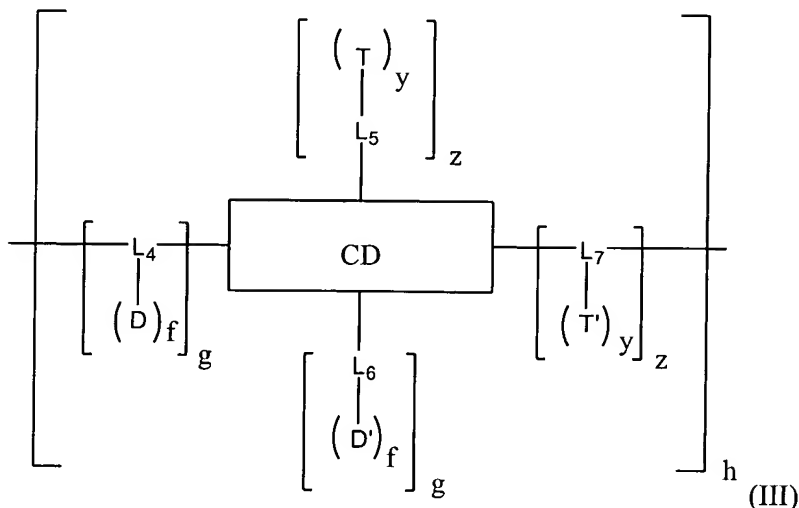 ( T ) y
L5
z
L4
CD
L7
( D ) f
g
( T' ) y
z
L6
( D' ) f
g
h
(III)